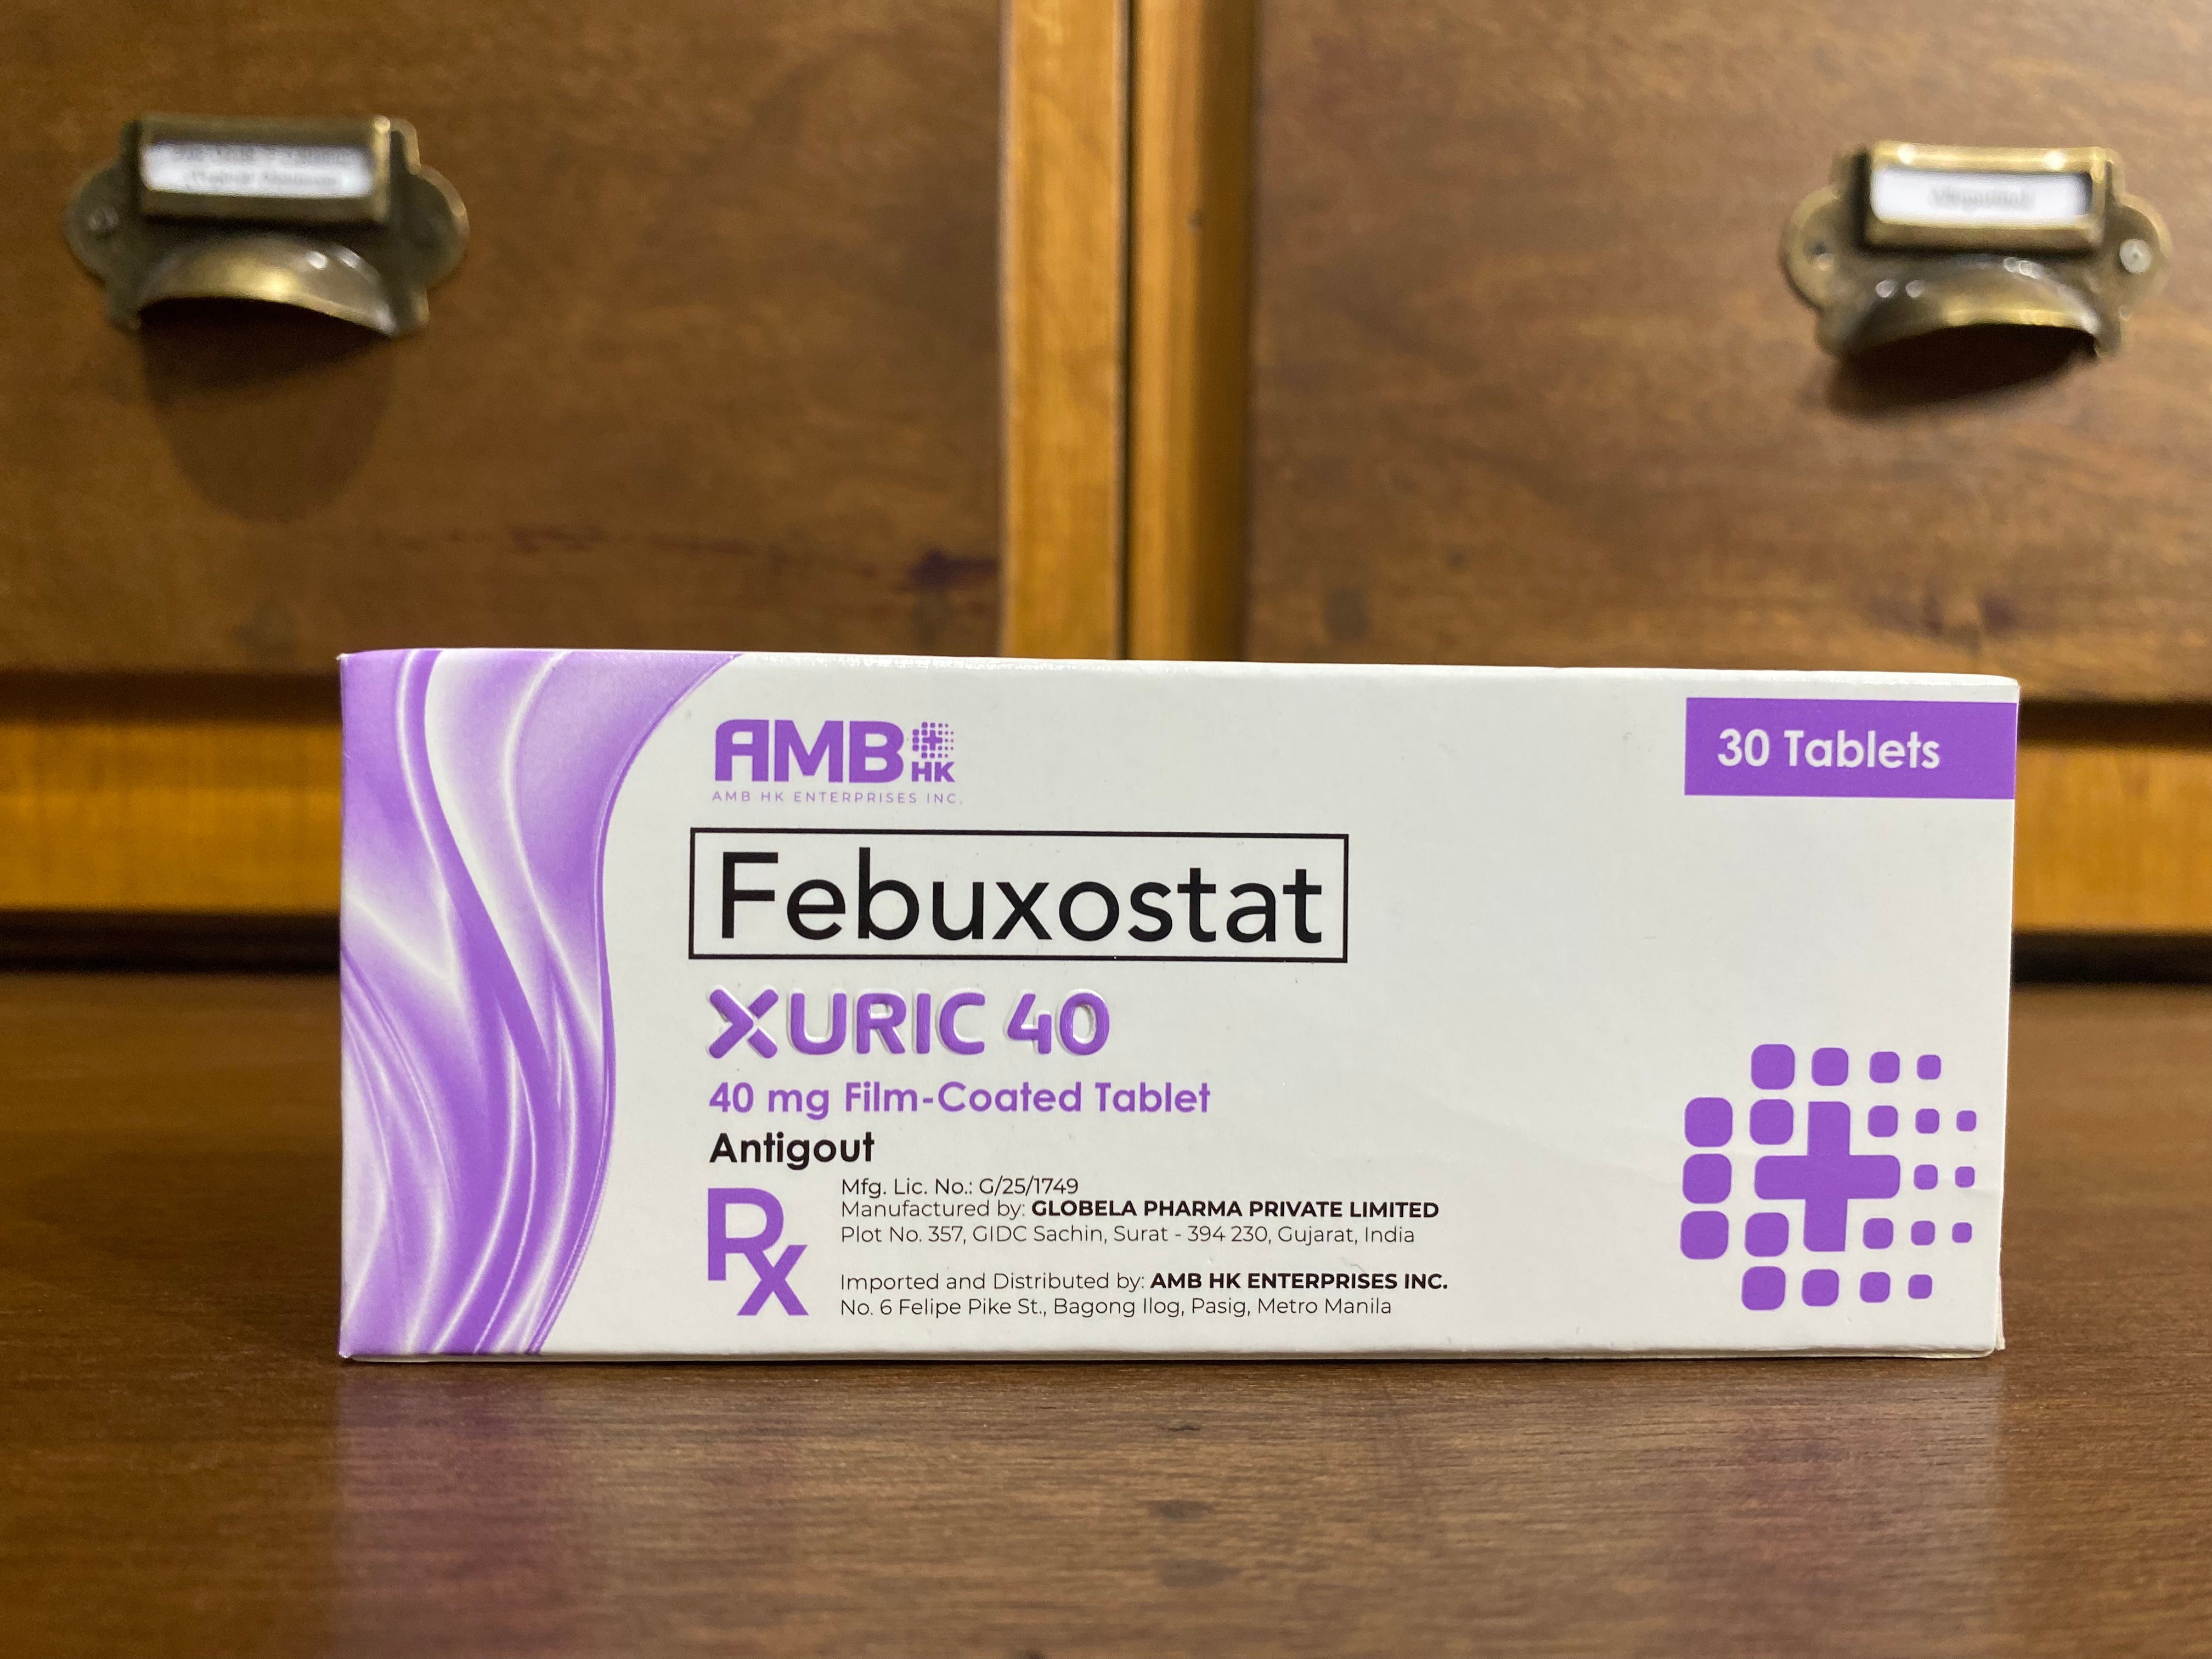 AMB HK
AMB HK ENTERPRISES INC.
30 Tablets
Febuxostat
XURIC 40
40 mg Film-Coated Tablet
Antigout
Rx
Mfg. Lic. No.: G/25/1749
Manufactured by: GLOBELA PHARMA PRIVATE LIMITED
Plot No. 357, GIDC Sachin, Surat - 394 230, Gujarat, India
Imported and Distributed by: AMB HK ENTERPRISES INC.
No. 6 Felipe Pike St., Bagong Ilog, Pasig, Metro Manila